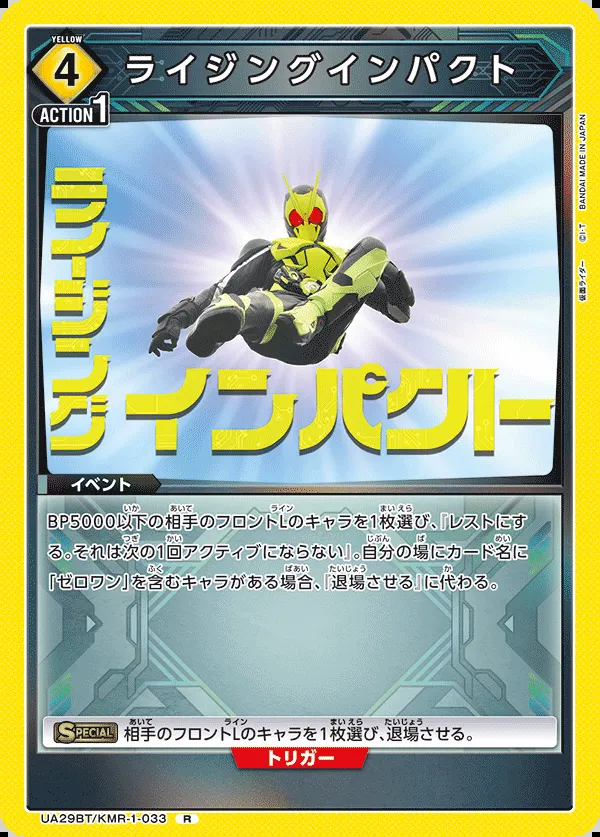 YELLOW
4
ライジングインパクト
ACTION 1
BANDAI MADE IN JAPAN
仮面ライダー ©I・T
ライジング
インパクト
イベント
BP5000以下の相手のフロントLのキャラを1枚選び、『レストにす
る。それは次の1回アクティブにならない』。自分の場にカード名に
「ゼロワン」を含むキャラがある場合、『退場させる』に代わる。
SPECIAL 相手のフロントLのキャラを1枚選び、退場させる。
トリガー
UA29BT/KMR-1-033 R